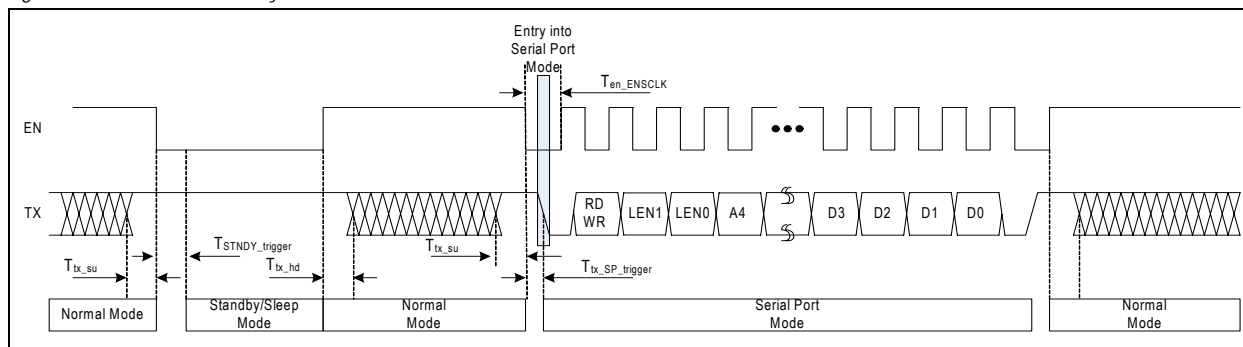 Entry into
Serial Port
Mode
Ten_ENSCLK
EN
TX
RD
WR
LEN1
LEN0
A4
D3
D2
D1
D0
Ttx_su
TSTNDY_trigger
Ttx_hd
Ttx_su
Ttx_SP_trigger
Normal Mode
Standby/Sleep
Mode
Normal
Mode
Serial Port
Mode
Normal
Mode